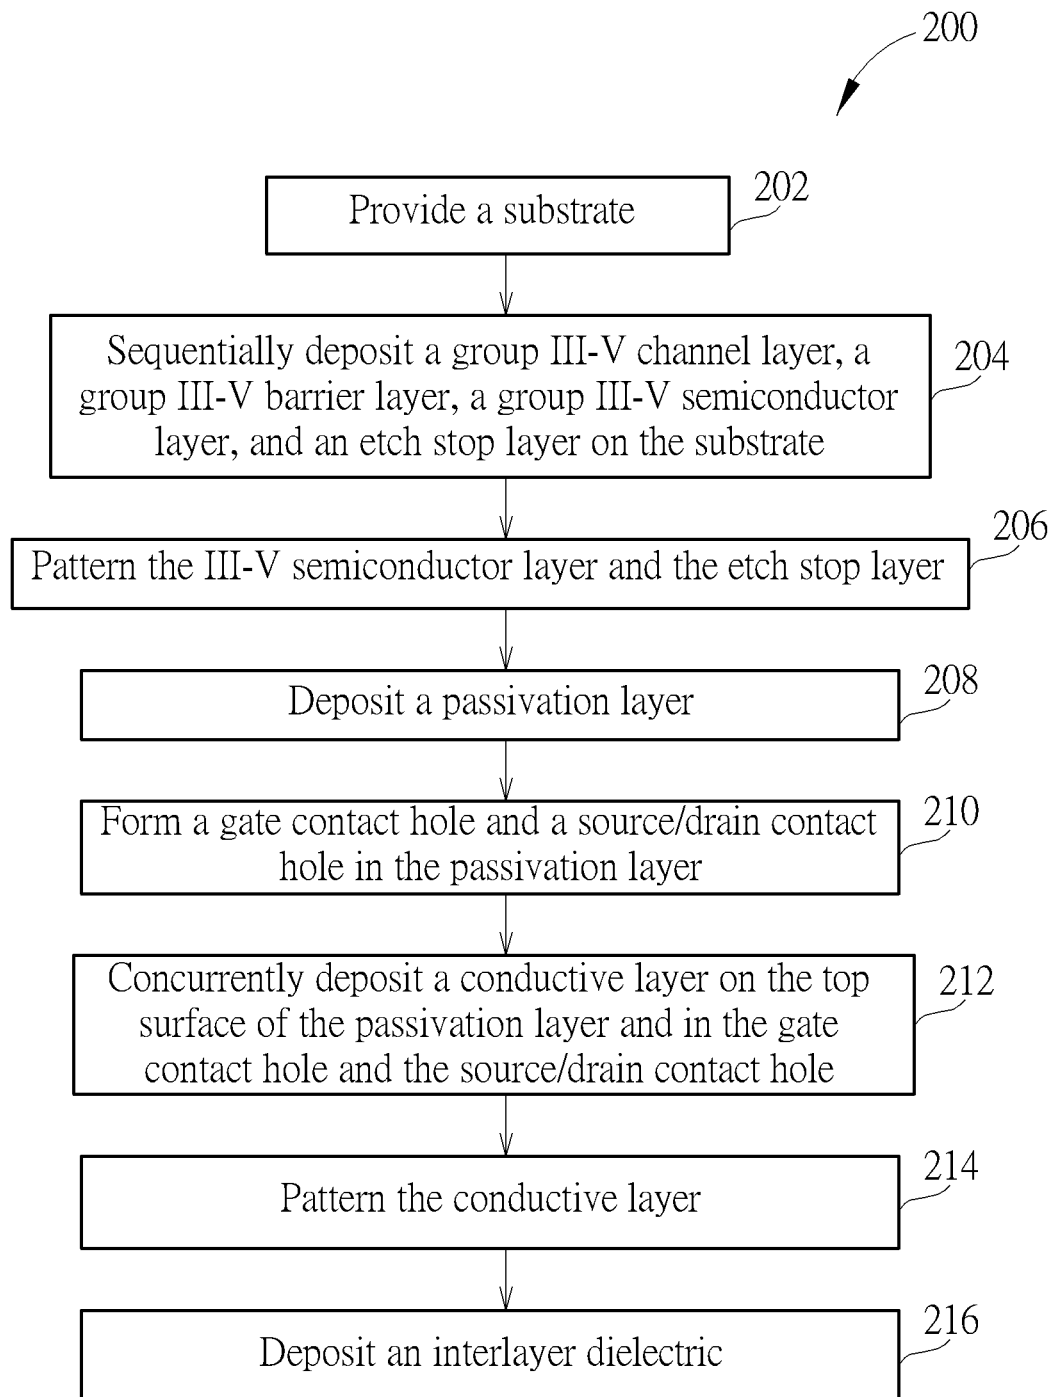 200
Provide a substrate
202
Sequentially deposit a group III-V channel layer, a
group III-V barrier layer, a group III-V semiconductor
layer, and an etch stop layer on the substrate
204
Pattern the III-V semiconductor layer and the etch stop layer
206
Deposit a passivation layer
208
Form a gate contact hole and a source/drain contact
hole in the passivation layer
210
Concurrently deposit a conductive layer on the top
surface of the passivation layer and in the gate
contact hole and the source/drain contact hole
212
Pattern the conductive layer
214
Deposit an interlayer dielectric
216